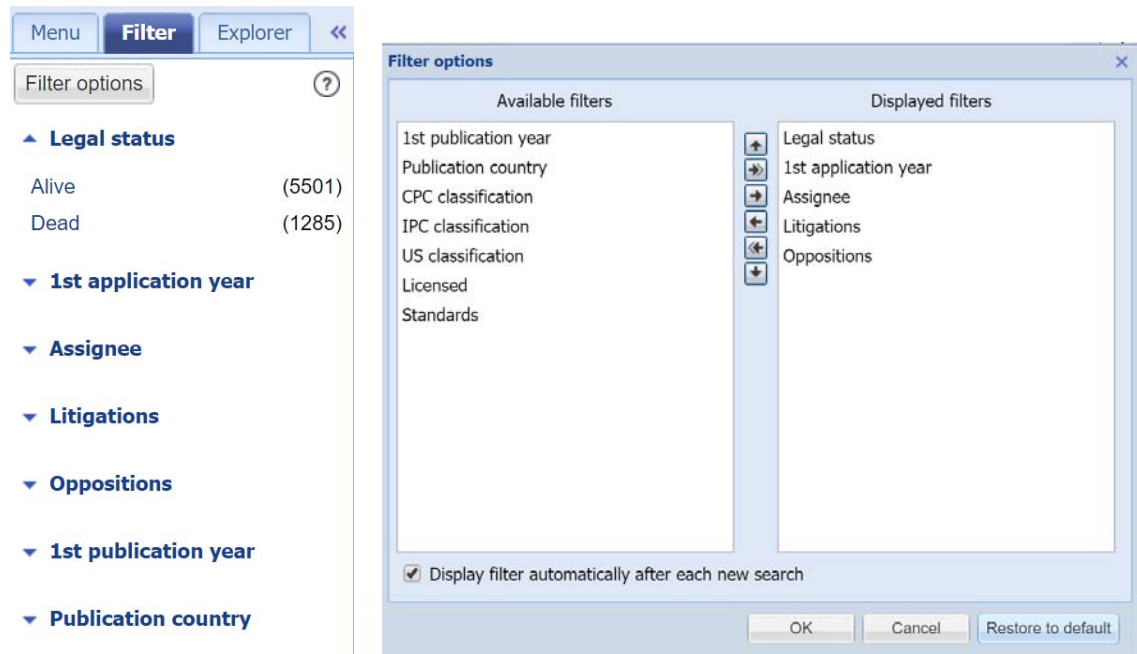 Menu Filter Explorer «
Filter options ?
Legal status
Alive (5501)
Dead (1285)
1st application year
Assignee
Litigations
Oppositions
1st publication year
Publication country
Filter options
Available filters Displayed filters
1st publication year
Publication country
CPC classification
IPC classification
US classification
Licensed
Standards
Legal status
1st application year
Assignee
Litigations
Oppositions
Display filter automatically after each new search
OK Cancel Restore to default